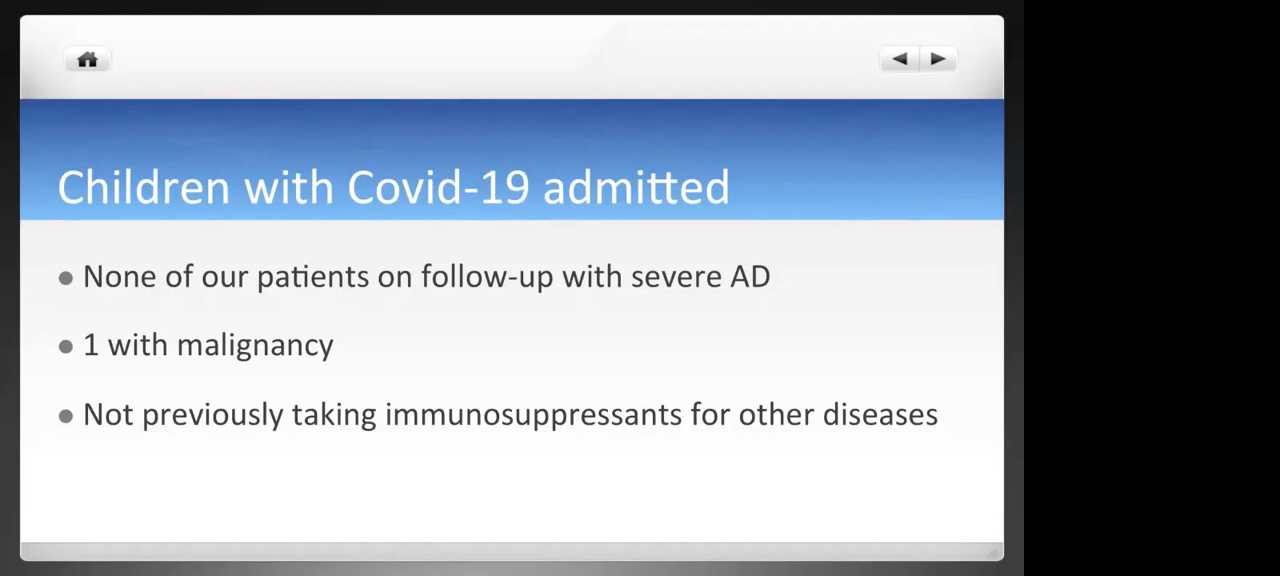 Children with Covid-19 admitted
None of our patients on follow-up with severe AD
1 with malignancy
Not previously taking immunosuppressants for other diseases